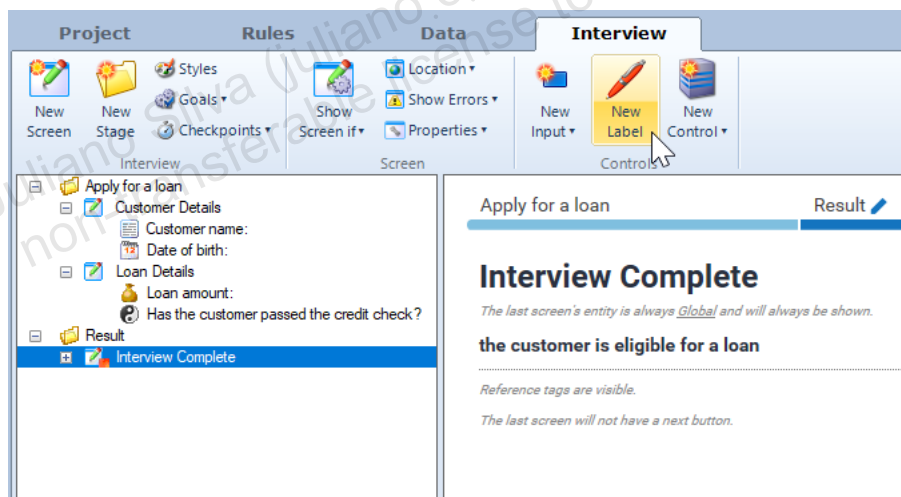 Project Rules Data Interview
New Screen
New Stage
Styles
Goals
Checkpoints
Interview
Show Screen if
Location
Show Errors
Properties
Screen
New Input
New Label
New Control
Controls
Apply for a loan
Customer Details
Customer name:
Date of birth:
Loan Details
Loan amount:
Has the customer passed the credit check?
Result
Interview Complete
Apply for a loan Result
Interview Complete
The last screen's entity is always Global and will always be shown.
the customer is eligible for a loan
Reference tags are visible.
The last screen will not have a next button.